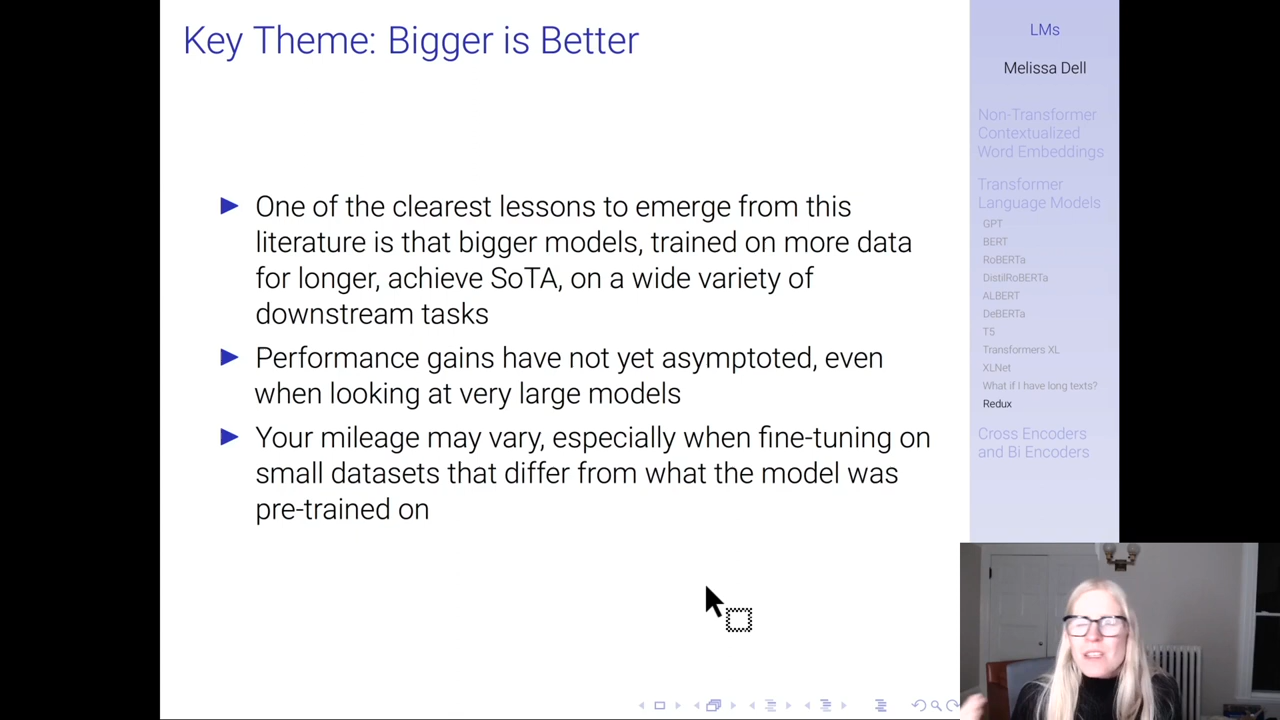 Key Theme: Bigger is Better
One of the clearest lessons to emerge from this
literature is that bigger models, trained on more data
for longer, achieve SoTA, on a wide variety of
downstream tasks
Performance gains have not yet asymptoted, even
when looking at very large models
Your mileage may vary, especially when fine-tuning on
small datasets that differ from what the model was
pre-trained on
LMs
Melissa Dell
Non-Transformer
Contextualized
Word Embeddings
Transformer
Language Models
GPT
BERT
RoBERTa
DistilRoBERTa
ALBERT
DeBERTa
T5
Transformers XL
XLNet
What if I have long texts?
Redux
Cross Encoders
and Bi Encoders